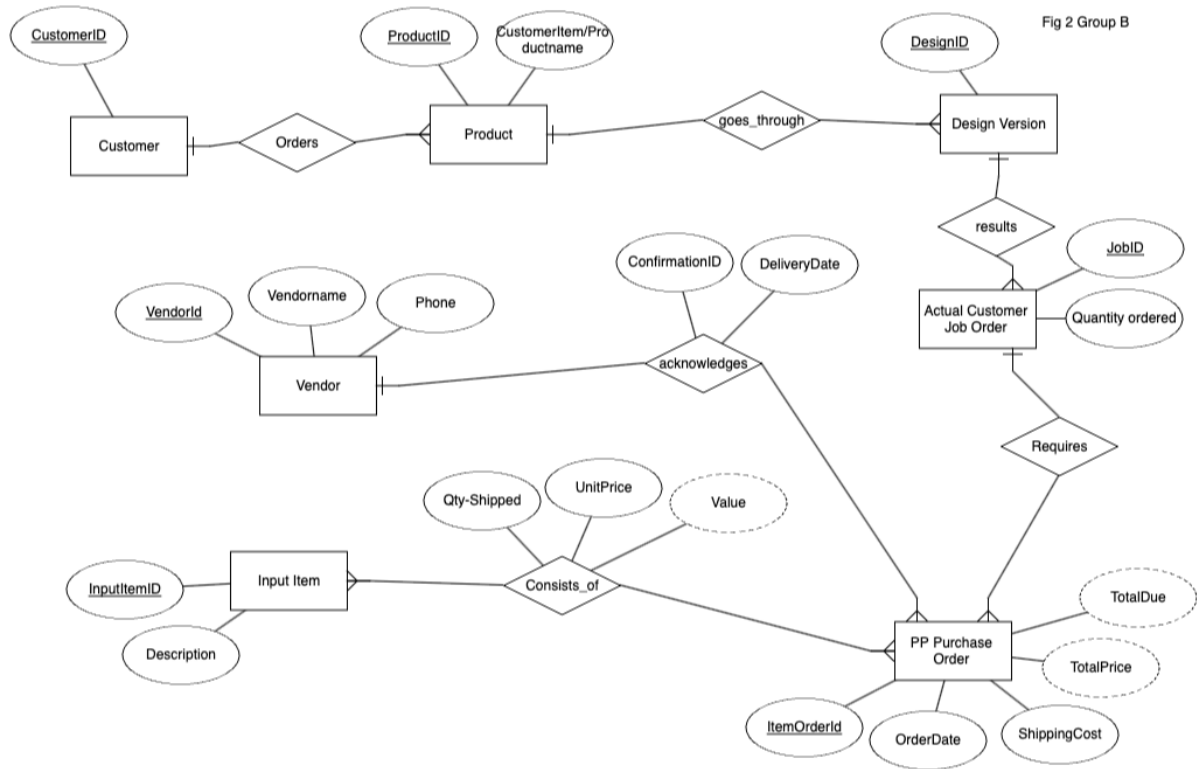 Fig 2 Group B
CustomerID
ProductID
CustomerItem/Pro
ductname
DesignID
Customer
Orders
Product
goes_through
Design Version
results
JobID
ConfirmationID
DeliveryDate
VendorId
Vendorname
Phone
Actual Customer
Job Order
Quantity ordered
Vendor
acknowledges
Requires
Qty-Shipped
UnitPrice
Value
InputItemID
Input Item
Consists_of
Description
TotalDue
PP Purchase
Order
TotalPrice
ItemOrderId
OrderDate
ShippingCost